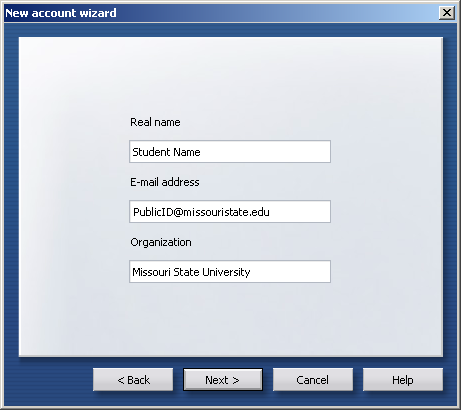 New account wizard
Real name
Student Name
E-mail address
PublicID@missouristate.edu
Organization
Missouri State University
< Back
Next >
Cancel
Help